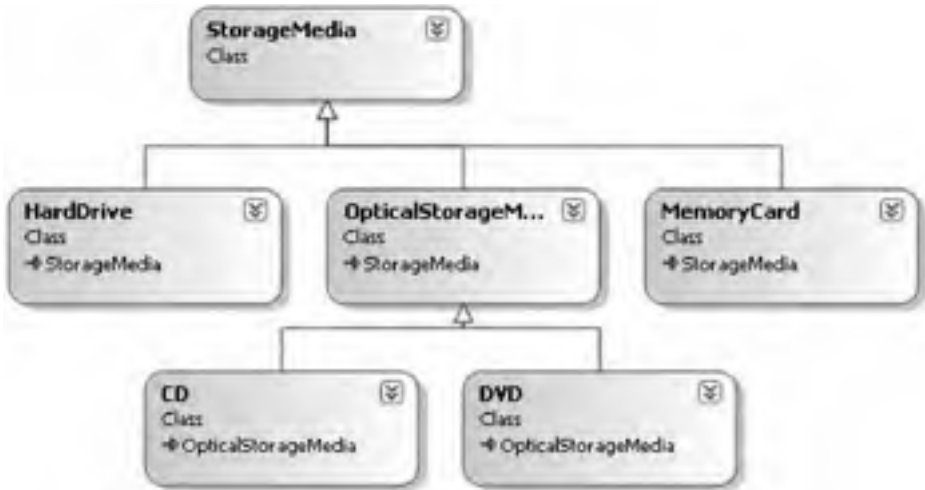 StorageMedia
Class
HardDrive
Class
StorageMedia
OpticalStorageM...
Class
StorageMedia
MemoryCard
Class
StorageMedia
CD
Class
OpticalStorageMedia
DVD
Class
OpticalStorageMedia